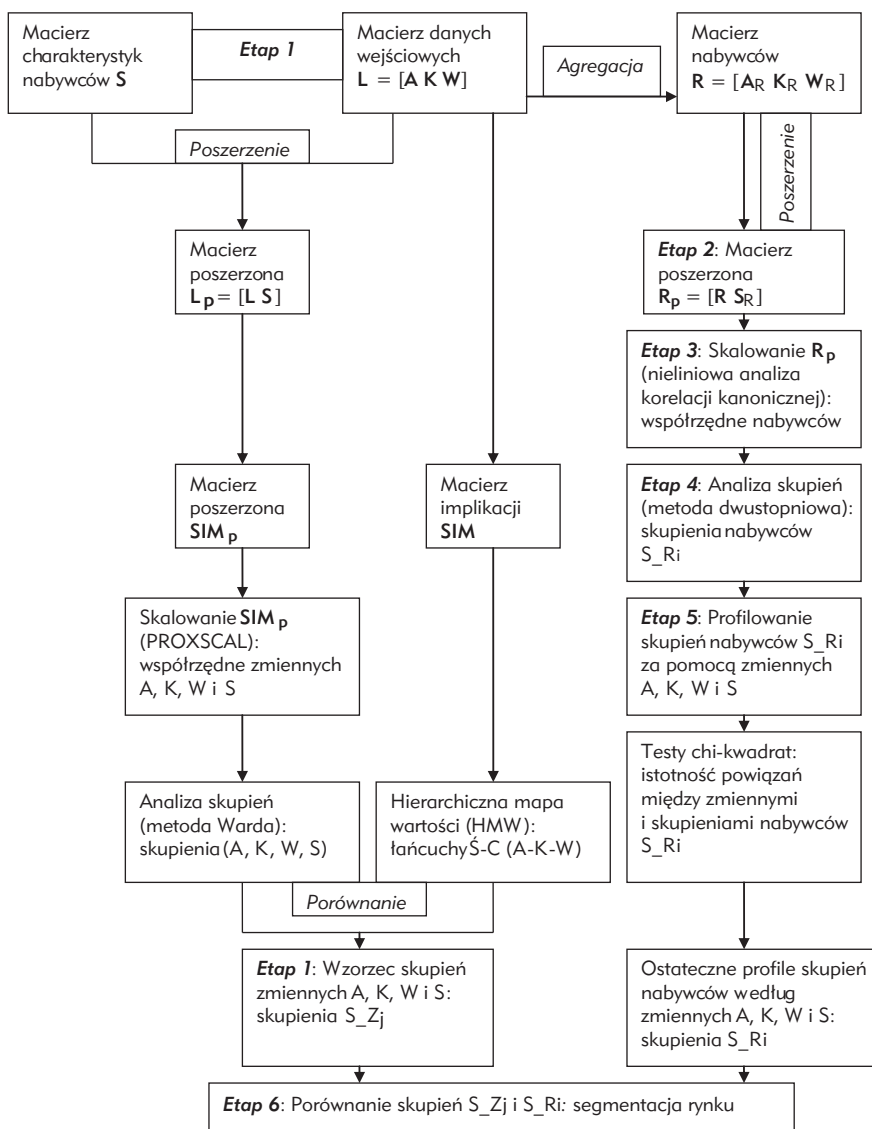 Macierz
charakterystyk
nabywców S
Etap 1
Macierz danych
wejściowych
L = [A K W]
Agregacja
Macierz
nabywców
R = [AR KR WR]
Poszerzenie
Poszerzenie
Macierz
poszerzona
Lp = [L S]
Etap 2: Macierz
poszerzona
Rp = [R SR]
Etap 3: Skalowanie Rp
(nieliniowa analiza
korelacji kanonicznej):
współrzędne nabywców
Macierz
poszerzona
SIMp
Macierz
implikacji
SIM
Etap 4: Analiza skupień
(metoda dwustopniowa):
skupienia nabywców
S_Ri
Skalowanie SIMp
(PROXSCAL):
współrzędne zmiennych
A, K, W i S
Etap 5: Profilowanie
skupień nabywców S_Ri
za pomocą zmiennych
A, K, W i S
Testy chi-kwadrat:
istotność powiązań
między zmiennymi
i skupieniami nabywców
S_Ri
Analiza skupień
(metoda Warda):
skupienia (A, K, W, S)
Hierarchiczna mapa
wartości (HMW):
łańcuchy Ś-C (A-K-W)
Porównanie
Etap 1: Wzorzec skupień
zmiennych A, K, W i S:
skupienia S_Zj
Ostateczne profile skupień
nabywców według
zmiennych A, K, W i S:
skupienia S_Ri
Etap 6: Porównanie skupień S_Zj i S_Ri: segmentacja rynku